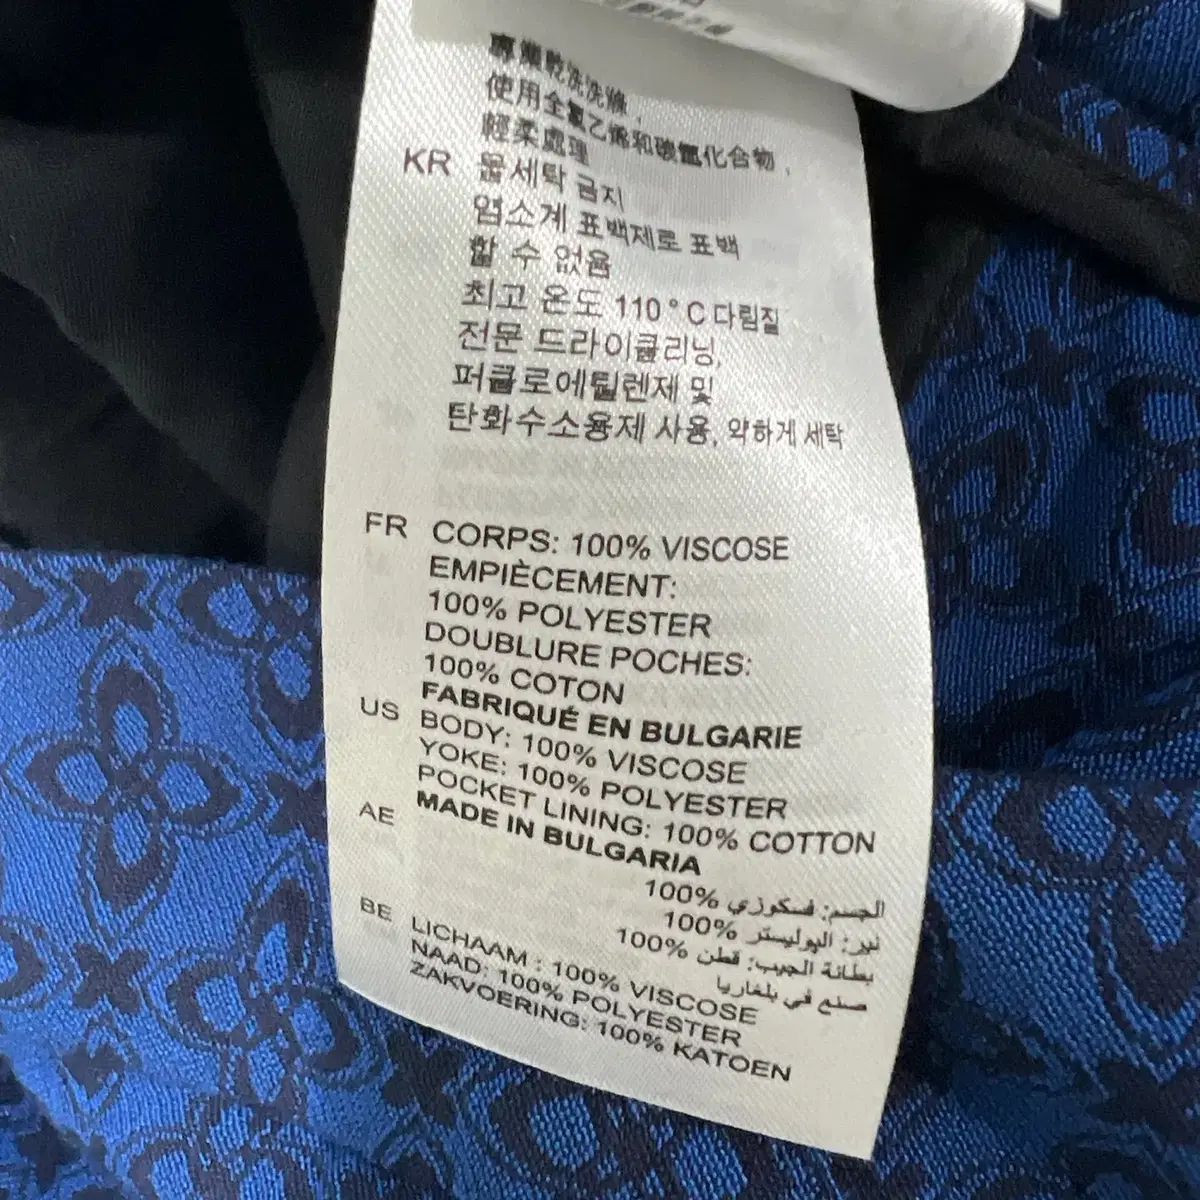 專業乾洗洗滌，
使用全氯乙烯和碳氫化合物，
輕柔處理
KR 물세탁 금지
염소계 표백제로 표백
할 수 없음
최고 온도 110°C 다림질
전문 드라이클리닝,
퍼클로에틸렌제 및
탄화수소용제 사용, 약하게 세탁
FR CORPS: 100% VISCOSE
EMPIÈCEMENT:
100% POLYESTER
DOUBLURE POCHES:
100% COTON
FABRIQUÉ EN BULGARIE
US BODY: 100% VISCOSE
YOKE: 100% POLYESTER
POCKET LINING: 100% COTTON
MADE IN BULGARIA
AE الجسم: فسكوزي %100
نير: البوليستر %100
بطانة الجيب: قطن %100
صنع في بلغاريا
BE LICHAAM : 100% VISCOSE
NAAD: 100% POLYESTER
ZAKVOERING: 100% KATOEN